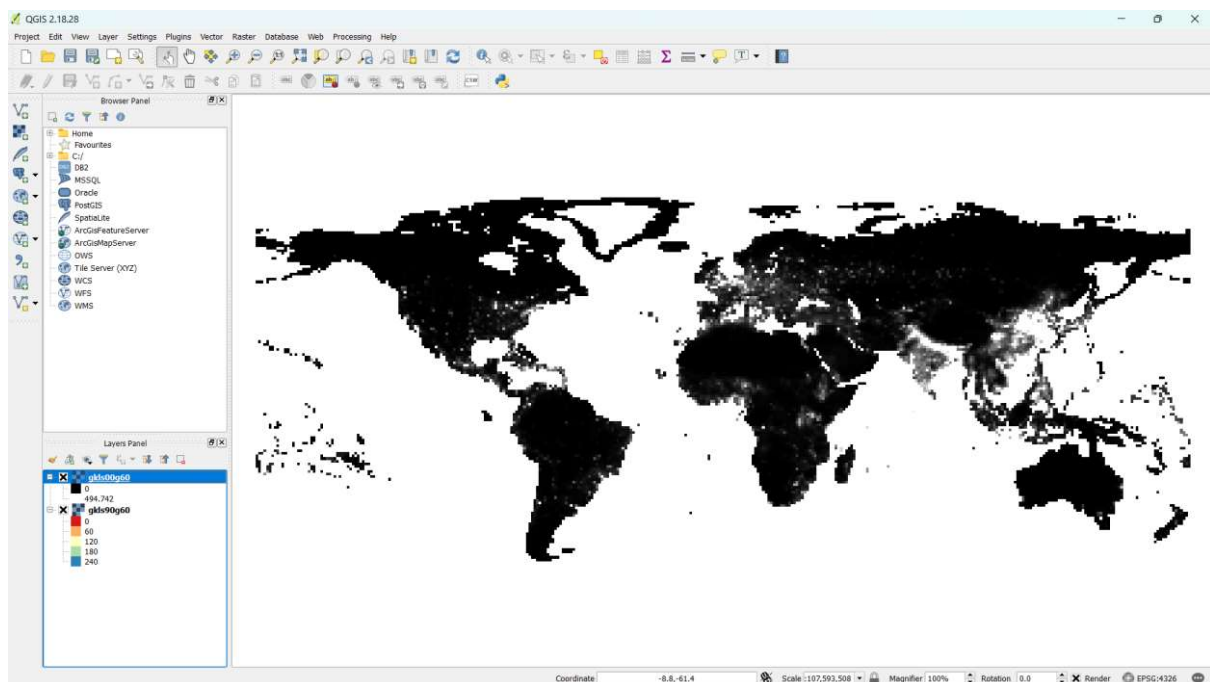 QGIS 2.18.28
Project Edit View Layer Settings Plugins Vector Raster Database Web Processing Help
CSW
Browser Panel
Home
Favourites
C:/
DB2
MSSQL
Oracle
PostGIS
SpatiaLite
ArcGisFeatureServer
ArcGisMapServer
OWS
Tile Server (XYZ)
WCS
WFS
WMS
Layers Panel
glds00g60
0
494.742
glds90g60
0
60
120
180
240
Coordinate -8.8,-61.4 Scale :107,593,508 Magnifier 100% Rotation 0.0 Render EPSG:4326